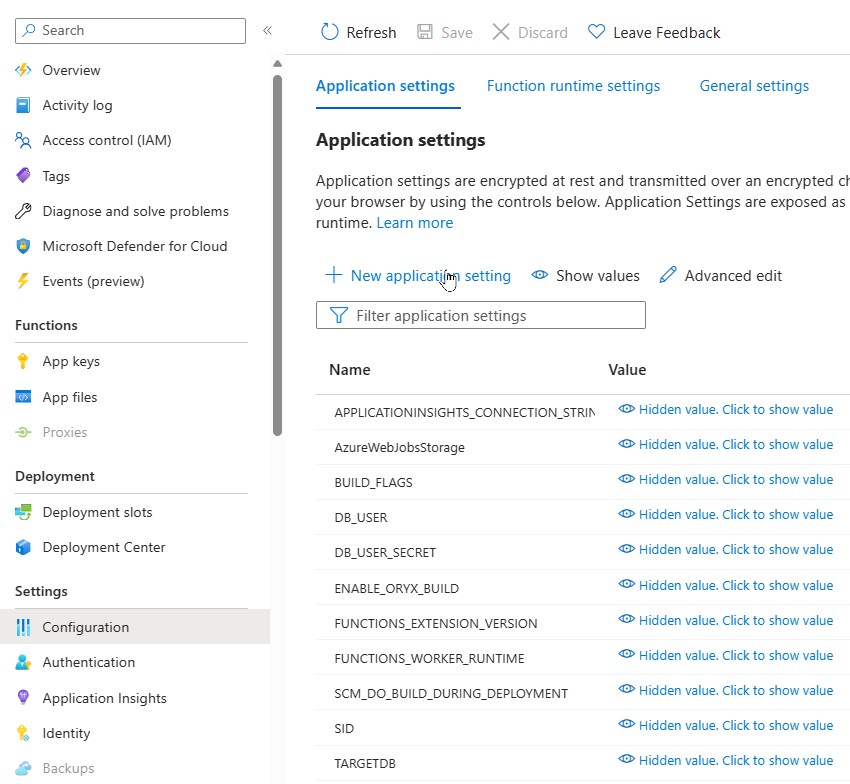 Search
«
Overview
Activity log
Access control (IAM)
Tags
Diagnose and solve problems
Microsoft Defender for Cloud
Events (preview)
Functions
App keys
App files
Proxies
Deployment
Deployment slots
Deployment Center
Settings
Configuration
Authentication
Application Insights
Identity
Backups
Refresh Save Discard Leave Feedback
Application settings Function runtime settings General settings
Application settings
Application settings are encrypted at rest and transmitted over an encrypted ch
your browser by using the controls below. Application Settings are exposed as
runtime. Learn more
New application setting Show values Advanced edit
Filter application settings
Name Value
APPLICATIONINSIGHTS_CONNECTION_STRIN Hidden value. Click to show value
AzureWebJobsStorage Hidden value. Click to show value
BUILD_FLAGS Hidden value. Click to show value
DB_USER Hidden value. Click to show value
DB_USER_SECRET Hidden value. Click to show value
ENABLE_ORYX_BUILD Hidden value. Click to show value
FUNCTIONS_EXTENSION_VERSION Hidden value. Click to show value
FUNCTIONS_WORKER_RUNTIME Hidden value. Click to show value
SCM_DO_BUILD_DURING_DEPLOYMENT Hidden value. Click to show value
SID Hidden value. Click to show value
TARGETDB Hidden value. Click to show value